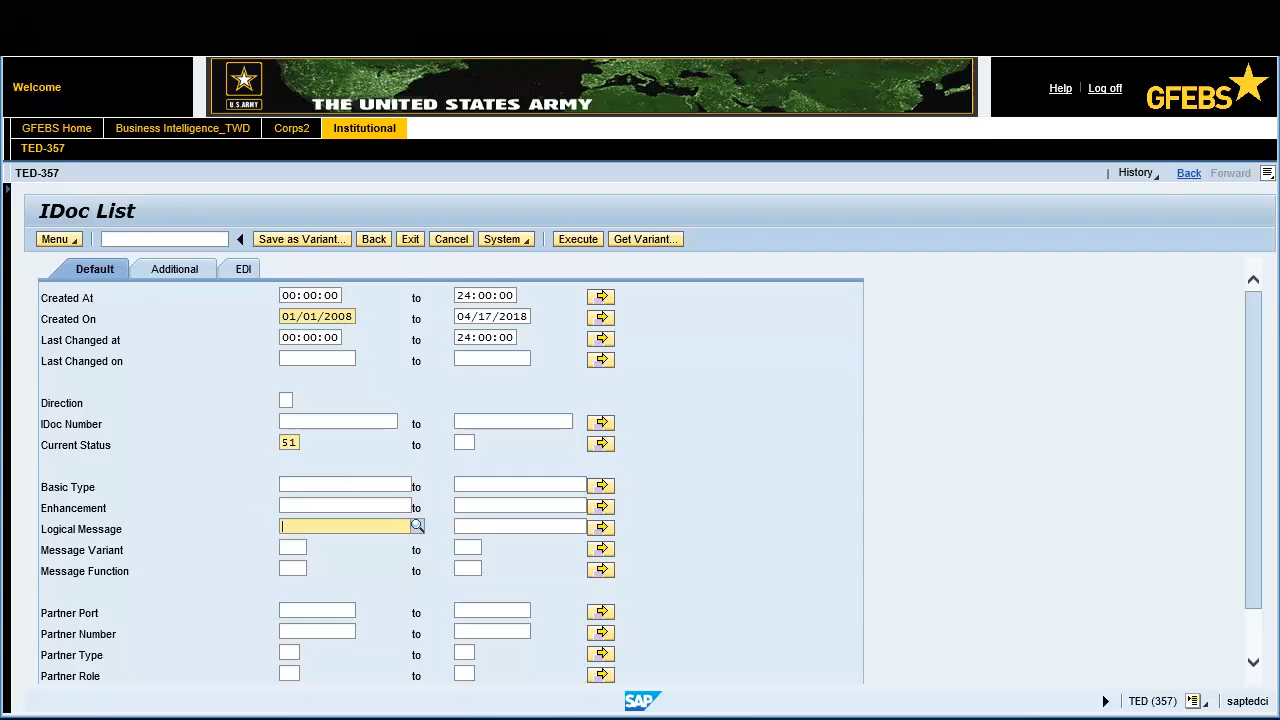 Welcome
U.S.ARMY
THE UNITED STATES ARMY
Help Log off
GFEBS
GFEBS Home Business Intelligence_TWD Corps2 Institutional
TED-357
TED-357 History Back Forward
IDoc List
Menu Save as Variant... Back Exit Cancel System Execute Get Variant...
Default Additional EDI
Created At 00:00:00 to 24:00:00
Created On 01/01/2008 to 04/17/2018
Last Changed at 00:00:00 to 24:00:00
Last Changed on to
Direction
IDoc Number to
Current Status 51 to
Basic Type to
Enhancement to
Logical Message
Message Variant to
Message Function to
Partner Port to
Partner Number to
Partner Type to
Partner Role to
SAP TED (357) saptedci